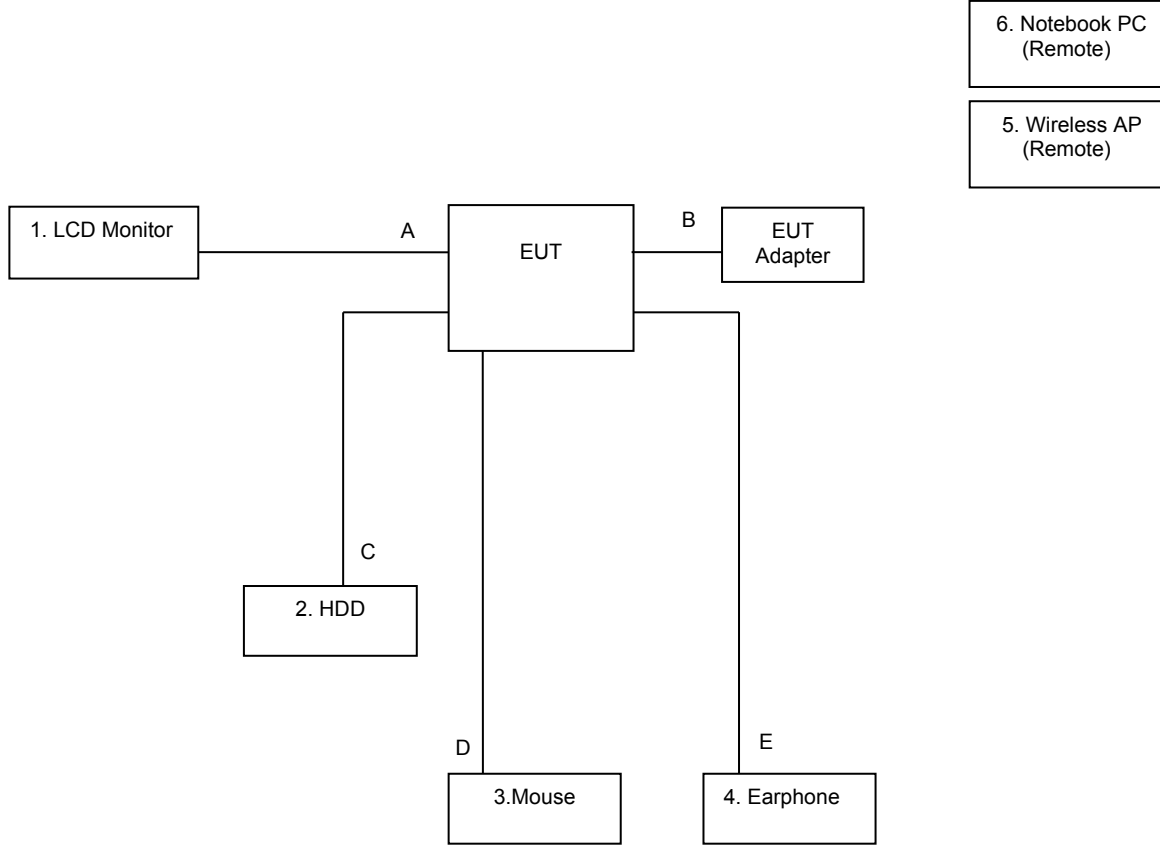 6. Notebook PC
(Remote)
5. Wireless AP
(Remote)
1. LCD Monitor
A
EUT
B
EUT
Adapter
C
2. HDD
D
E
3.Mouse
4. Earphone